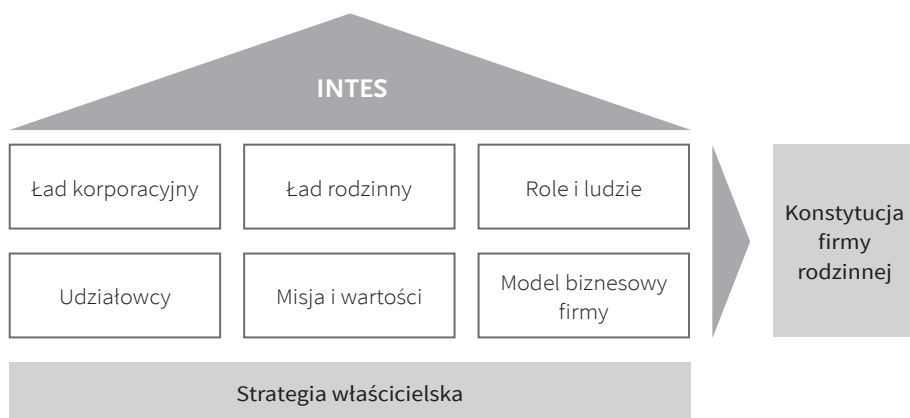 INTES
Ład korporacyjny
Ład rodzinny
Role i ludzie
Udziałowcy
Misja i wartości
Model biznesowy
firmy
Strategia właścicielska
Konstytucja
firmy
rodzinnej